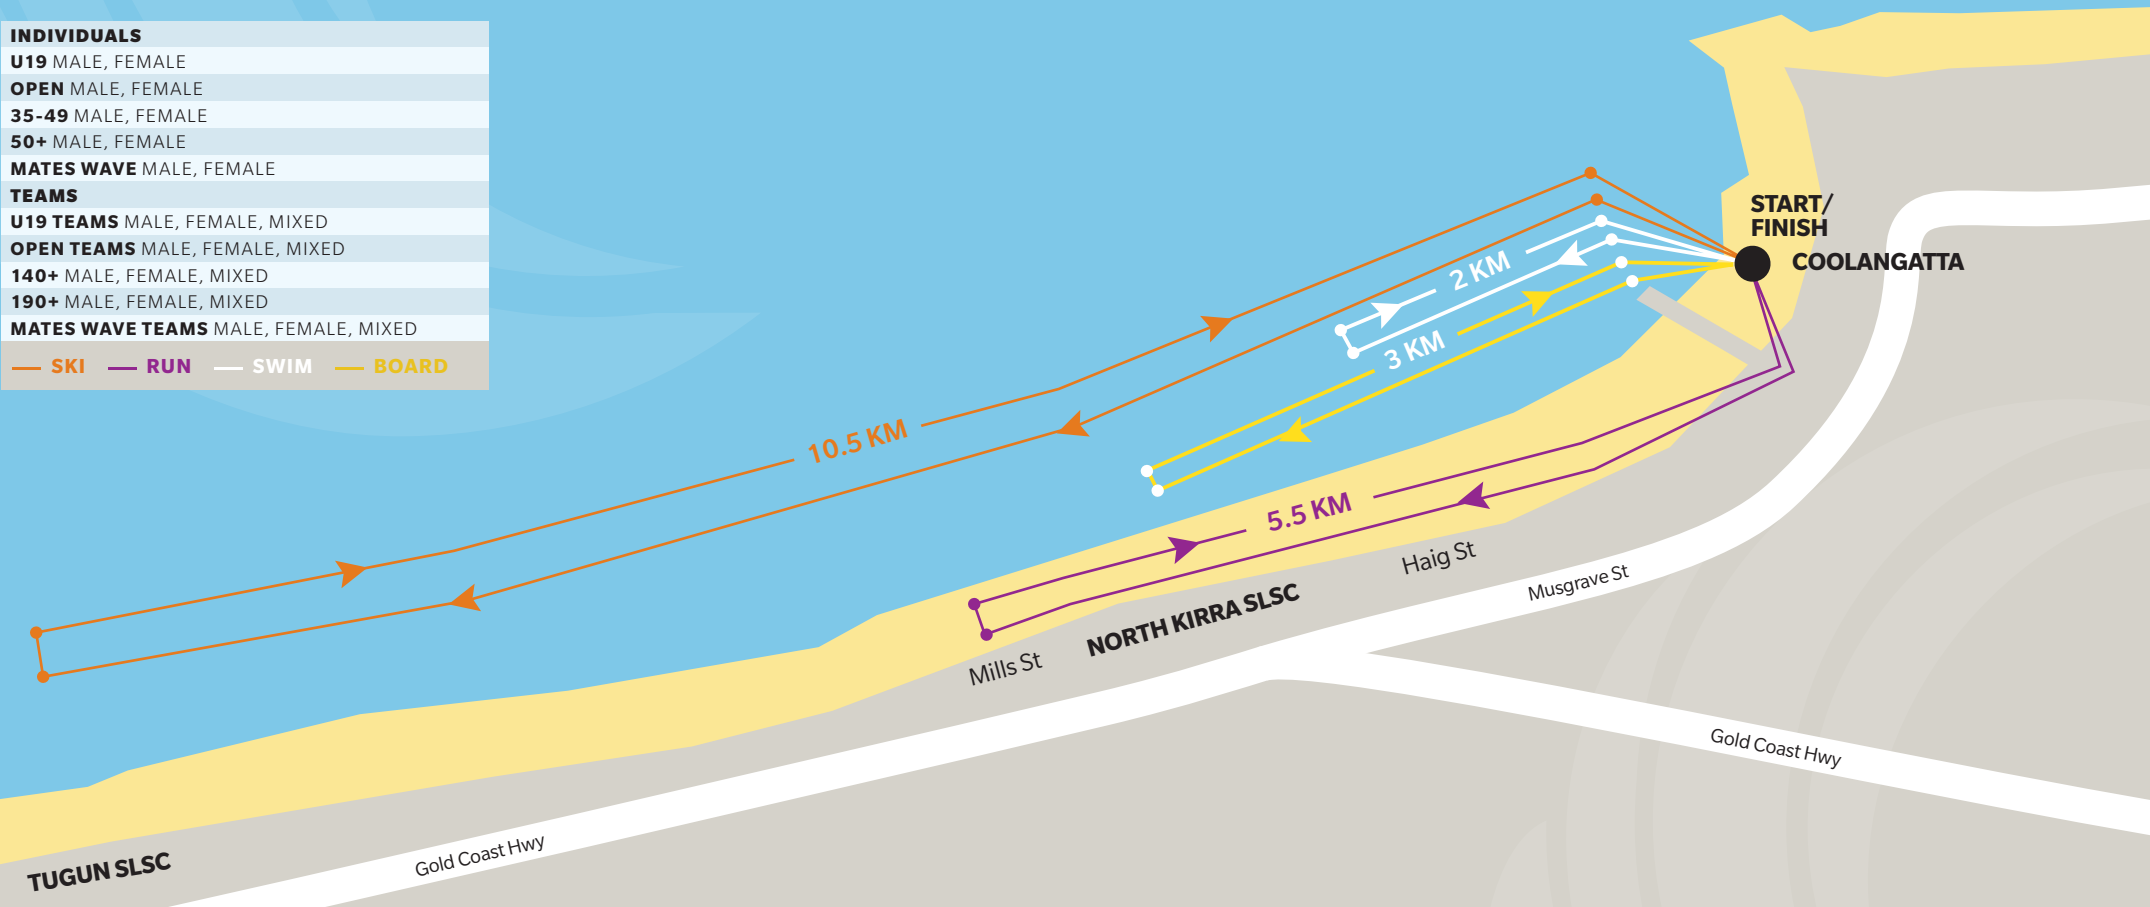 INDIVIDUALS
U19 MALE, FEMALE
OPEN MALE, FEMALE
35-49 MALE, FEMALE
50+ MALE, FEMALE
MATES WAVE MALE, FEMALE
TEAMS
U19 TEAMS MALE, FEMALE, MIXED
OPEN TEAMS MALE, FEMALE, MIXED
140+ MALE, FEMALE, MIXED
190+ MALE, FEMALE, MIXED
MATES WAVE TEAMS MALE, FEMALE, MIXED
SKI RUN SWIM BOARD
START/
FINISH
COOLANGATTA
2 KM
3 KM
10.5 KM
5.5 KM
Haig St
Musgrave St
NORTH KIRRA SLSC
Mills St
Gold Coast Hwy
Gold Coast Hwy
TUGUN SLSC